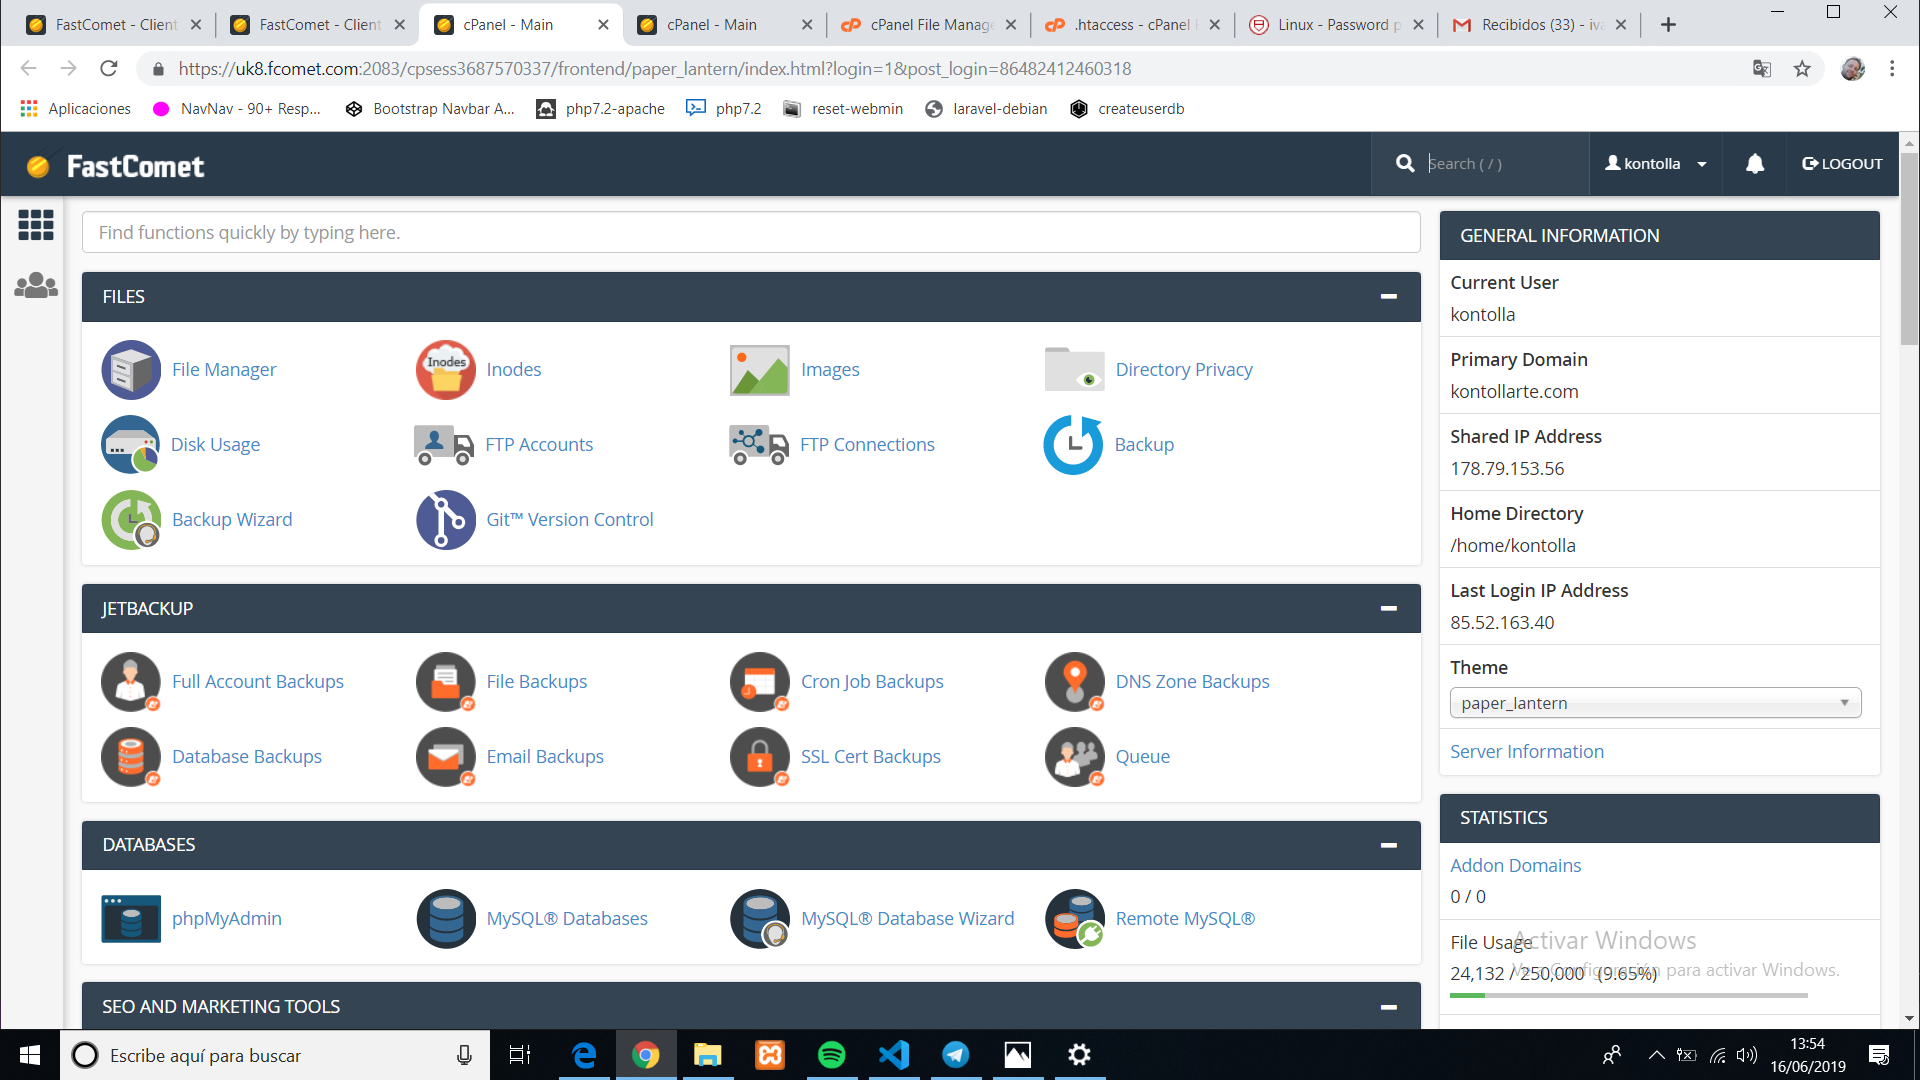 FastComet - Client
FastComet - Client
cPanel - Main
cPanel - Main
cPanel File Manage
.htaccess - cPanel
Linux - Password p
Recibidos (33) - iv
https://uk8.fcomet.com:2083/cpsess3687570337/frontend/paper_lantern/index.html?login=1&post_login=86482412460318
Aplicaciones
NavNav - 90+ Resp...
Bootstrap Navbar A...
php7.2-apache
php7.2
reset-webmin
laravel-debian
createuserdb
FastComet
Search ( / )
kontolla
LOGOUT
Find functions quickly by typing here.
FILES
File Manager
Inodes
Inodes
Images
Directory Privacy
Disk Usage
FTP Accounts
FTP Connections
Backup
Backup Wizard
Git™ Version Control
JETBACKUP
Full Account Backups
File Backups
Cron Job Backups
DNS Zone Backups
Database Backups
Email Backups
SSL Cert Backups
Queue
DATABASES
phpMyAdmin
MySQL® Databases
MySQL® Database Wizard
Remote MySQL®
SEO AND MARKETING TOOLS
GENERAL INFORMATION
Current User
kontolla
Primary Domain
kontollarte.com
Shared IP Address
178.79.153.56
Home Directory
/home/kontolla
Last Login IP Address
85.52.163.40
Theme
paper_lantern
Server Information
STATISTICS
Addon Domains
0 / 0
File Usage
24,132 / 250,000 (9.65%)
Activar Windows
Ve a Configuración para activar Windows.
Escribe aquí para buscar
13:54
16/06/2019